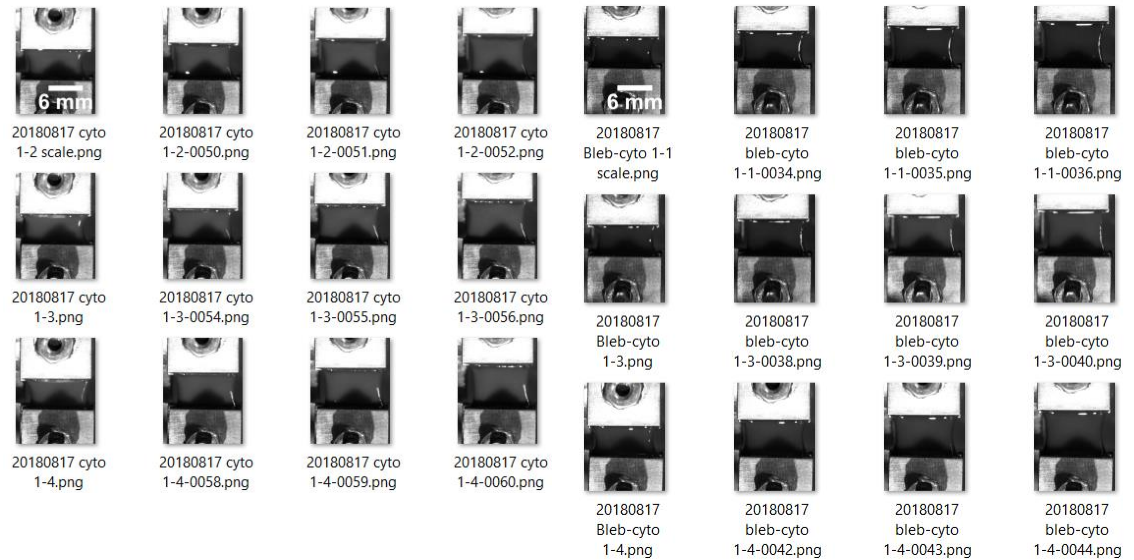 6 mm
20180817 cyto
1-2 scale.png
20180817 cyto
1-2-0050.png
20180817 cyto
1-2-0051.png
20180817 cyto
1-2-0052.png
20180817 cyto
1-3.png
20180817 cyto
1-3-0054.png
20180817 cyto
1-3-0055.png
20180817 cyto
1-3-0056.png
20180817 cyto
1-4.png
20180817 cyto
1-4-0058.png
20180817 cyto
1-4-0059.png
20180817 cyto
1-4-0060.png
6 mm
20180817
Bleb-cyto 1-1
scale.png
20180817
bleb-cyto
1-1-0034.png
20180817
bleb-cyto
1-1-0035.png
20180817
bleb-cyto
1-1-0036.png
20180817
Bleb-cyto
1-3.png
20180817
bleb-cyto
1-3-0038.png
20180817
bleb-cyto
1-3-0039.png
20180817
bleb-cyto
1-3-0040.png
20180817
Bleb-cyto
1-4.png
20180817
bleb-cyto
1-4-0042.png
20180817
bleb-cyto
1-4-0043.png
20180817
bleb-cyto
1-4-0044.png